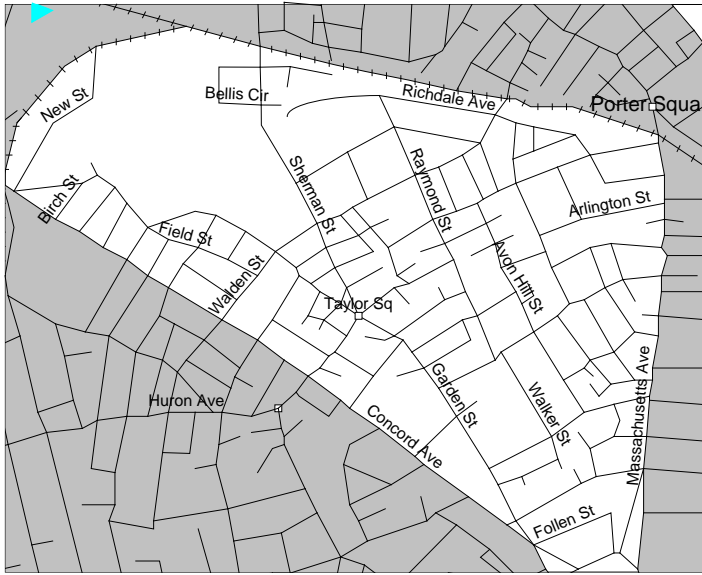 New St
Bellis Cir
Richdale Ave
Porter Squa
Birch St
Sherman St
Raymond St
Arlington St
Field St
Walden St
Avon Hill St
Taylor Sq
Huron Ave
Garden St
Concord Ave
Walker St
Massachusetts Ave
Follen St